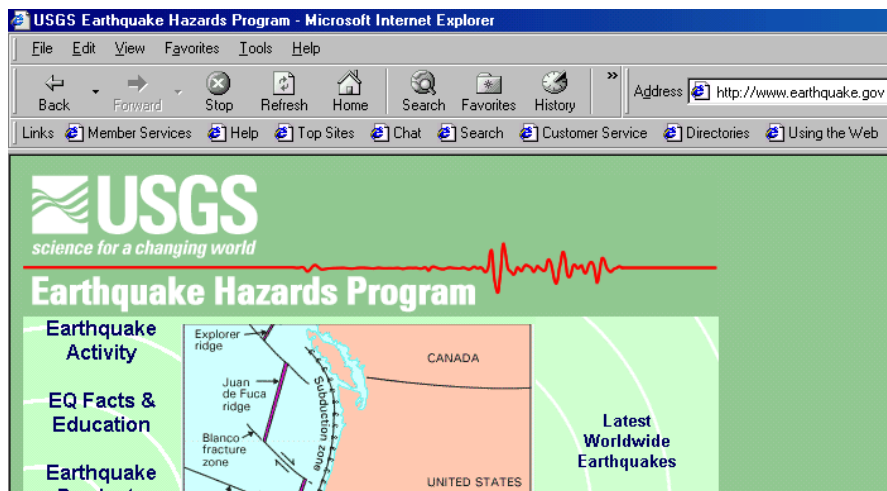 USGS Earthquake Hazards Program - Microsoft Internet Explorer
File Edit View Favorites Tools Help
Back Forward Stop Refresh Home Search Favorites History » Address http://www.earthquake.gov
Links Member Services Help Top Sites Chat Search Customer Service Directories Using the Web
USGS
science for a changing world
Earthquake Hazards Program
Earthquake
Activity
EQ Facts &
Education
Earthquake
Explorer
ridge
CANADA
Juan
de Fuca
ridge
Subduction zone
Blanco
fracture
zone
UNITED STATES
Latest
Worldwide
Earthquakes